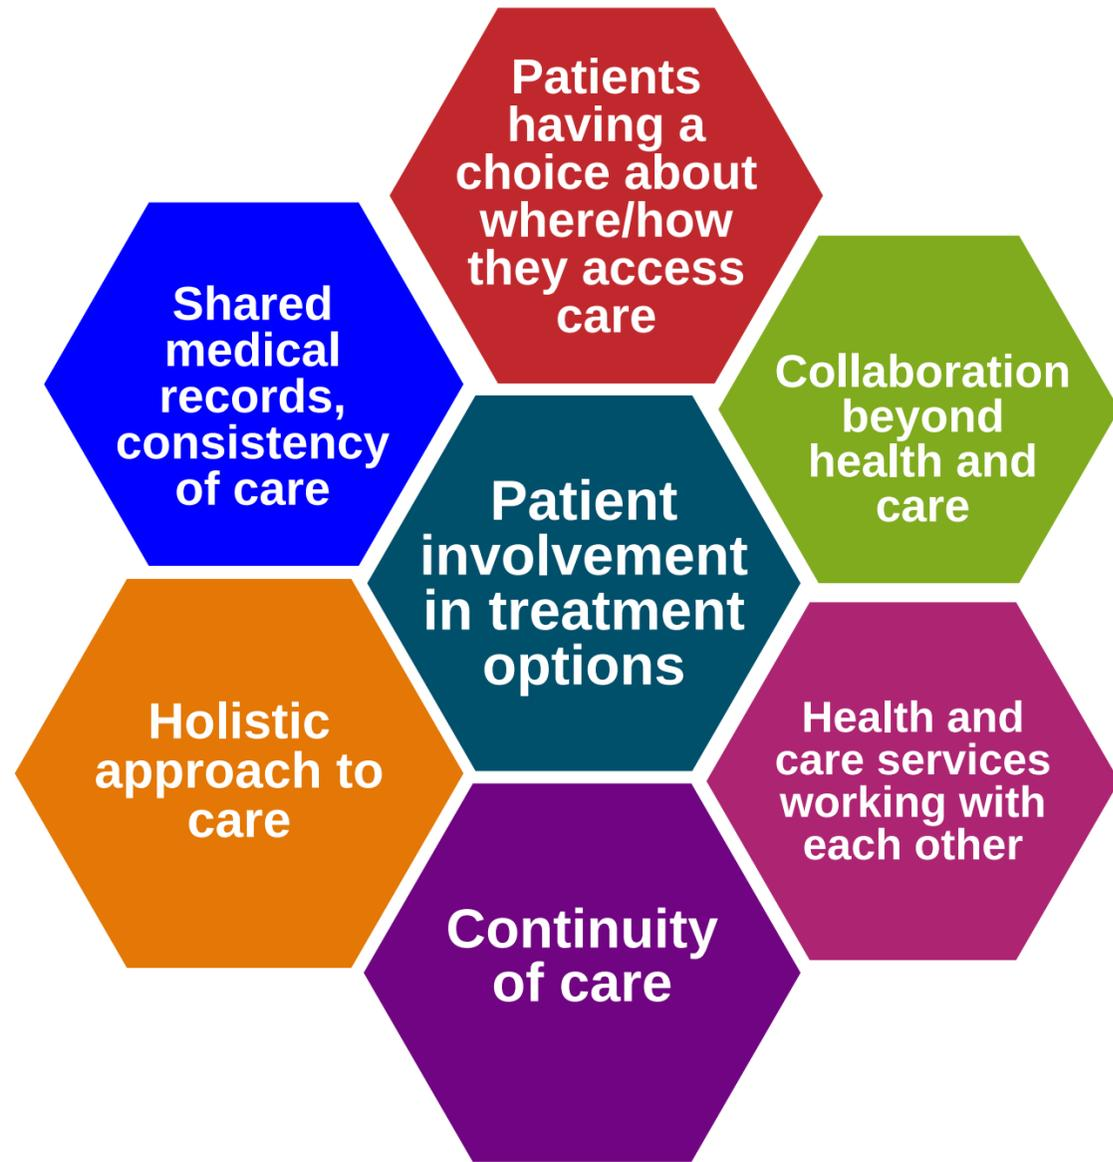 Patients
having a
choice about
where/how
they access
care
Shared
medical
records,
consistency
of care
Collaboration
beyond
health and
care
Patient
involvement
in treatment
options
Holistic
approach to
care
Health and
care services
working with
each other
Continuity
of care